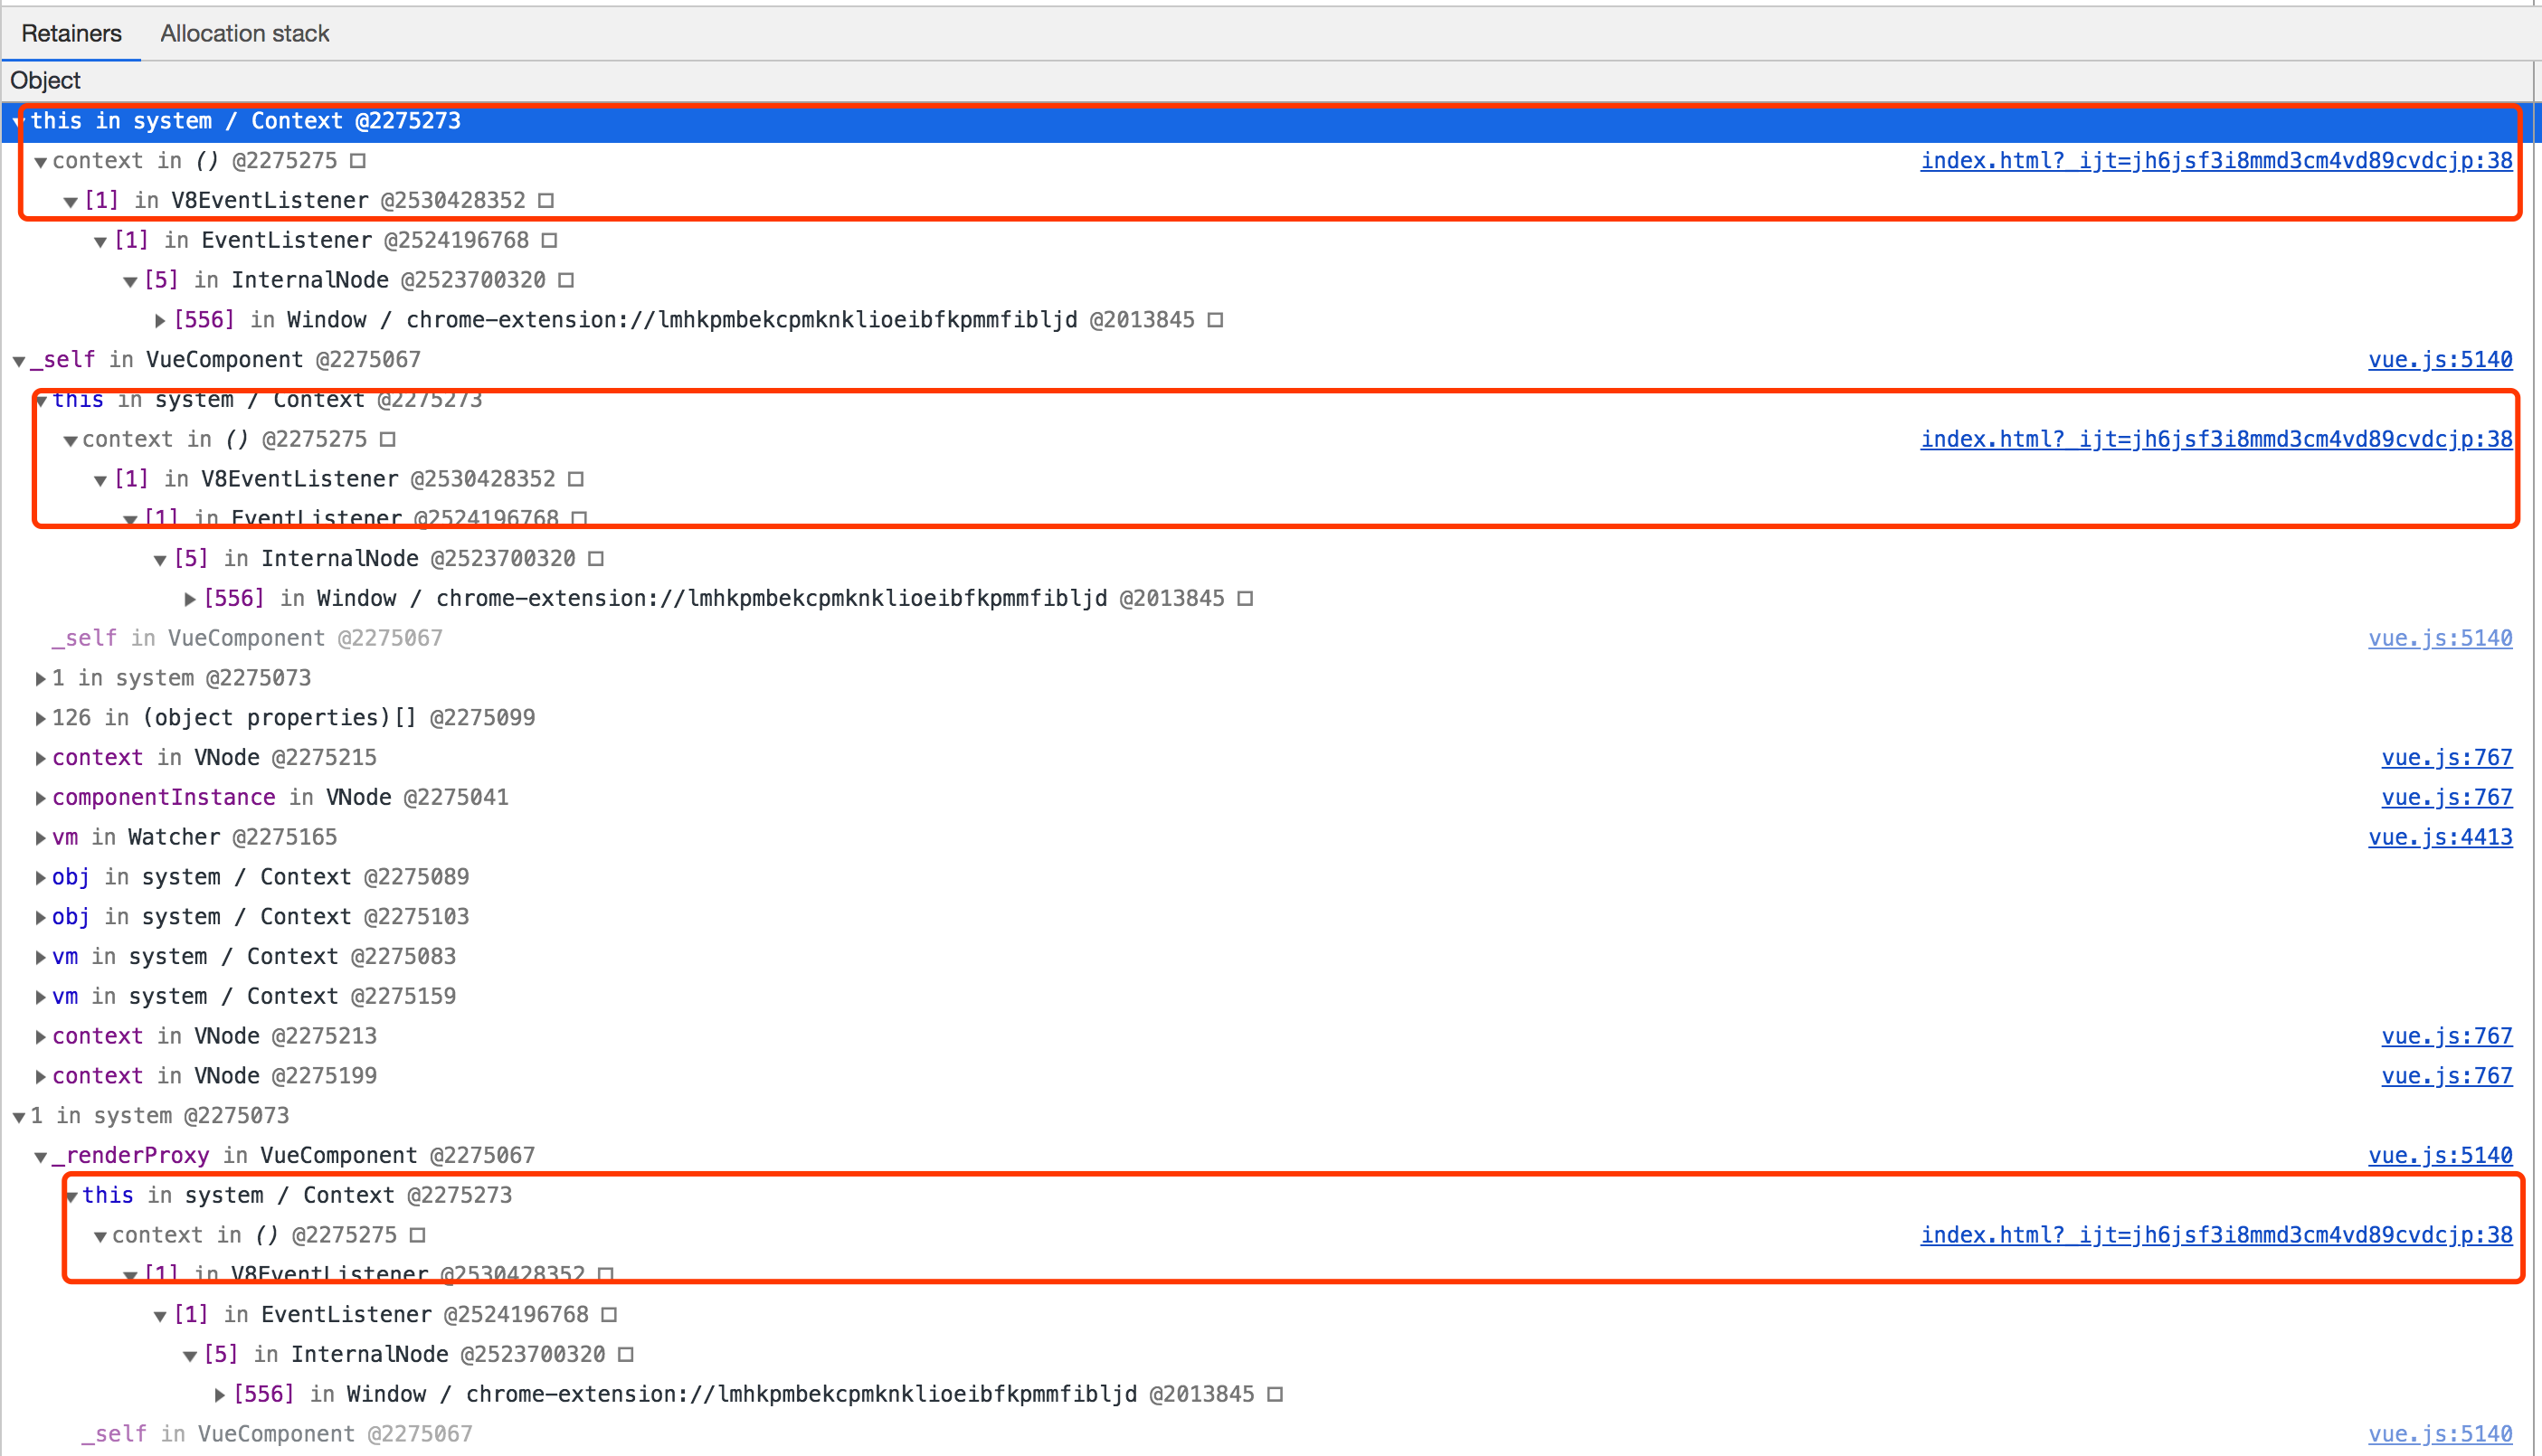 Retainers Allocation stack
Object
this in system / Context @2275273
context in () @2275275 index.html?_ijt=jh6jsf3i8mmd3cm4vd89cvdcjp:38
[1] in V8EventListener @2530428352
[1] in EventListener @2524196768
[5] in InternalNode @2523700320
[556] in Window / chrome-extension://lmhkpmbekcpmknklioeibfkpmmfibljd @2013845
_self in VueComponent @2275067 vue.js:5140
this in system / Context @2275273
context in () @2275275 index.html?_ijt=jh6jsf3i8mmd3cm4vd89cvdcjp:38
[1] in V8EventListener @2530428352
[1] in EventListener @2524196768
[5] in InternalNode @2523700320
[556] in Window / chrome-extension://lmhkpmbekcpmknklioeibfkpmmfibljd @2013845
_self in VueComponent @2275067 vue.js:5140
1 in system @2275073
126 in (object properties)[] @2275099
context in VNode @2275215 vue.js:767
componentInstance in VNode @2275041 vue.js:767
vm in Watcher @2275165 vue.js:4413
obj in system / Context @2275089
obj in system / Context @2275103
vm in system / Context @2275083
vm in system / Context @2275159
context in VNode @2275213 vue.js:767
context in VNode @2275199 vue.js:767
1 in system @2275073
_renderProxy in VueComponent @2275067 vue.js:5140
this in system / Context @2275273
context in () @2275275 index.html?_ijt=jh6jsf3i8mmd3cm4vd89cvdcjp:38
[1] in V8EventListener @2530428352
[1] in EventListener @2524196768
[5] in InternalNode @2523700320
[556] in Window / chrome-extension://lmhkpmbekcpmknklioeibfkpmmfibljd @2013845
_self in VueComponent @2275067 vue.js:5140